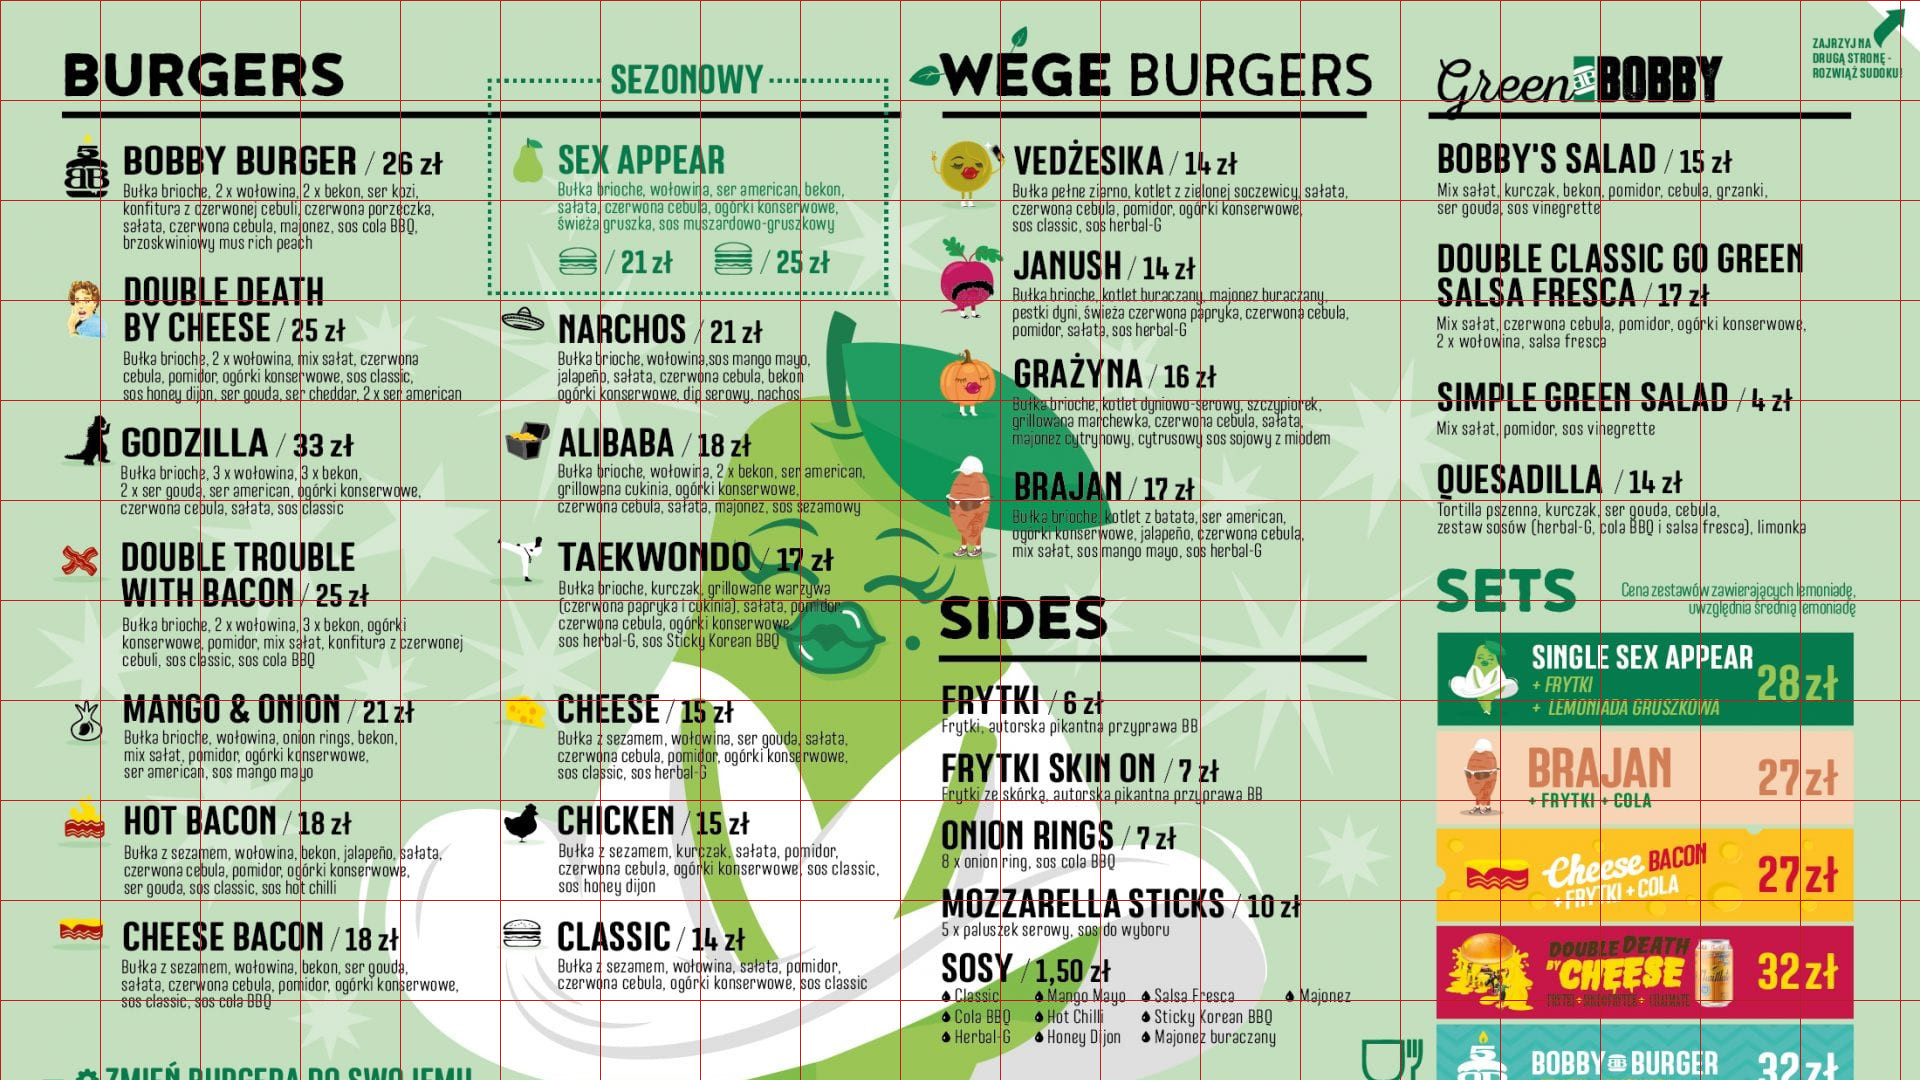 BURGERS
BOBBY BURGER / 26 zł
Bułka brioche, 2 x wołowina, 2 x bekon, ser kozi,
konfitura z czerwonej cebuli, czerwona porzeczka,
sałata, czerwona cebula, majonez, sos cola BBQ,
brzoskwiniowy mus rich peach
DOUBLE DEATH
BY CHEESE / 25 zł
Bułka brioche, 2 x wołowina, mix sałat, czerwona
cebula, pomidor, ogórki konserwowe, sos classic,
sos honey dijon, ser gouda, ser cheddar, 2 x ser american
GODZILLA / 33 zł
Bułka brioche, 3 x wołowina, 3 x bekon,
2 x ser gouda, ser american, ogórki konserwowe,
czerwona cebula, sałata, sos classic
DOUBLE TROUBLE
WITH BACON / 25 zł
Bułka brioche, 2 x wołowina, 3 x bekon, ogórki
konserwowe, pomidor, mix sałat, konfitura z czerwonej
cebuli, sos classic, sos cola BBQ
MANGO & ONION / 21 zł
Bułka brioche, wołowina, onion rings, bekon,
mix sałat, pomidor, ogórki konserwowe,
ser american, sos mango mayo
HOT BACON / 18 zł
Bułka z sezamem, wołowina, bekon, jalapeño, sałata,
czerwona cebula, pomidor, ogórki konserwowe,
ser gouda, sos classic, sos hot chilli
CHEESE BACON / 18 zł
Bułka z sezamem, wołowina, bekon, ser gouda,
sałata, czerwona cebula, pomidor, ogórki konserwowe,
sos classic, sos cola BBQ
ZMIEŃ BURGERA PO SWOJEMU
SEZONOWY
SEX APPEAR
Bułka brioche, wołowina, ser american, bekon,
sałata, czerwona cebula, ogórki konserwowe,
świeża gruszka, sos muszardowo-gruszkowy
/ 21 zł / 25 zł
NARCHOS / 21 zł
Bułka brioche, wołowina,sos mango mayo,
jalapeño, sałata, czerwona cebula, bekon
ogórki konserwowe, dip serowy, nachos
ALIBABA / 18 zł
Bułka brioche, wołowina, 2 x bekon, ser american,
grillowana cukinia, ogórki konserwowe,
czerwona cebula, sałata, majonez, sos sezamowy
TAEKWONDO / 17 zł
Bułka brioche, kurczak, grillowane warzywa
(czerwona papryka i cukinia), sałata, pomidor
czerwona cebula, ogórki konserwowe,
sos herbal-G, sos Sticky Korean BBQ
CHEESE / 15 zł
Bułka z sezamem, wołowina, ser gouda, sałata,
czerwona cebula, pomidor, ogórki konserwowe,
sos classic, sos herbal-G
CHICKEN / 15 zł
Bułka z sezamem, kurczak, sałata, pomidor,
czerwona cebula, ogórki konserwowe, sos classic,
sos honey dijon
CLASSIC / 14 zł
Bułka z sezamem, wołowina, sałata, pomidor,
czerwona cebula, ogórki konserwowe, sos classic
WEGE BURGERS
VEDŻESIKA / 14 zł
Bułka pełne ziarno, kotlet z zielonej soczewicy, sałata,
czerwona cebula, pomidor, ogórki konserwowe,
sos classic, sos herbal-G
JANUSH / 14 zł
Bułka brioche, kotlet buraczany, majonez buraczany,
pestki dyni, świeża czerwona papryka, czerwona cebula,
pomidor, sałata, sos herbal-G
GRAŻYNA / 16 zł
Bułka brioche, kotlet dyniowo-serowy, szczypiorek,
grillowana marchewka, czerwona cebula, sałata,
majonez cytrynowy, cytrusowy sos sojowy z miodem
BRAJAN / 17 zł
Bułka brioche, kotlet z batata, ser american,
ogórki konserwowe, jalapeño, czerwona cebula,
mix sałat, sos mango mayo, sos herbal-G
SIDES
FRYTKI / 6 zł
Frytki, autorska pikantna przyprawa BB
FRYTKI SKIN ON / 7 zł
Frytki ze skórką, autorska pikantna przyprawa BB
ONION RINGS / 7 zł
8 x onion ring, sos cola BBQ
MOZZARELLA STICKS / 10 zł
5 x paluszek serowy, sos do wyboru
SOSY / 1,50 zł
Classic Mango Mayo Salsa Fresca Majonez
Cola BBQ Hot Chilli Sticky Korean BBQ
Herbal-G Honey Dijon Majonez buraczany
ZAJRZYJ NA
DRUGĄ STRONĘ -
ROZWIĄŻ SUDOKU!
Green BOBBY
BOBBY'S SALAD / 15 zł
Mix sałat, kurczak, bekon, pomidor, cebula, grzanki,
ser gouda, sos vinegrette
DOUBLE CLASSIC GO GREEN
SALSA FRESCA / 17 zł
Mix sałat, czerwona cebula, pomidor, ogórki konserwowe,
2 x wołowina, salsa fresca
SIMPLE GREEN SALAD / 4 zł
Mix sałat, pomidor, sos vinegrette
QUESADILLA / 14 zł
Tortilla pszenna, kurczak, ser gouda, cebula,
zestaw sosów (herbal-G, cola BBQ i salsa fresca), limonka
SETS
Cena zestawów zawierających lemoniadę,
uwzględnia średnią lemoniadę
SINGLE SEX APPEAR
+ FRYTKI
+ LEMONIADA GRUSZKOWA
28 zł
BRAJAN
+ FRYTKI + COLA
27 zł
Cheese BACON
+ FRYTKI + COLA
27 zł
DOUBLE DEATH
BY CHEESE
32 zł
BOBBY BURGER
32 zł